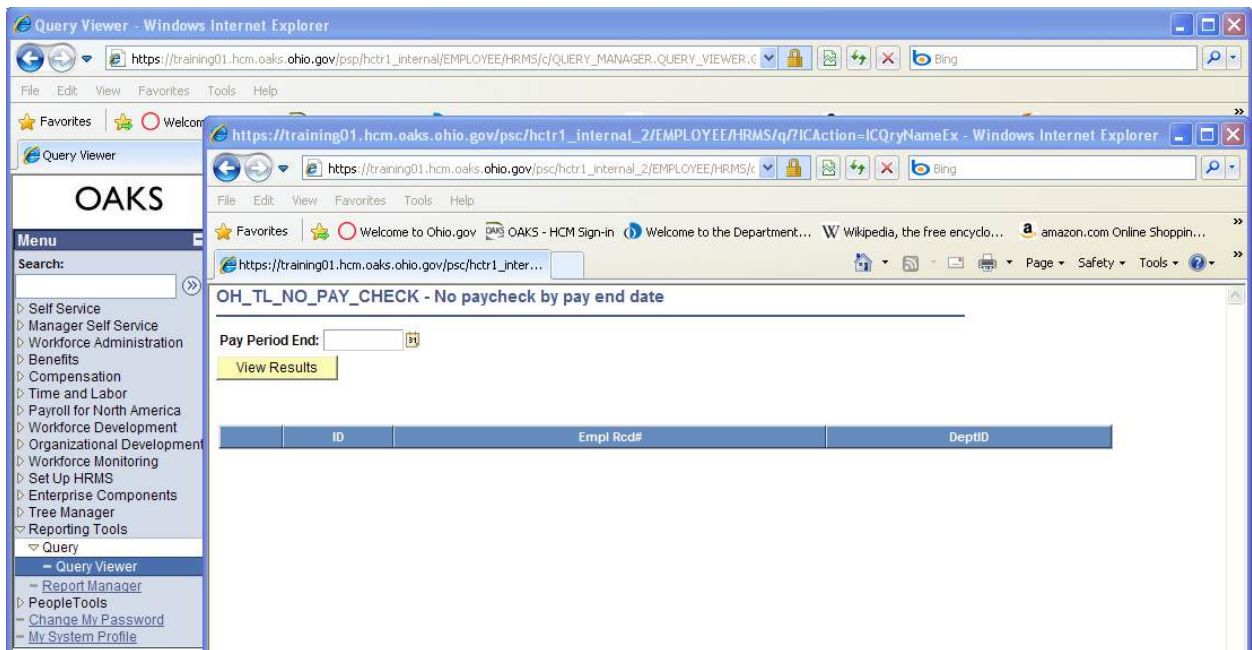 Query Viewer - Windows Internet Explorer
https://training01.hcm.oaks.ohio.gov/psp/hctr1_internal/EMPLOYEE/HRMS/c/QUERY_MANAGER.QUERY_VIEWER.G
Bing
File Edit View Favorites Tools Help
Favorites Welcom
Query Viewer
https://training01.hcm.oaks.ohio.gov/psc/hctr1_internal_2/EMPLOYEE/HRMS/q/?ICAction=ICQryNameEx - Windows Internet Explorer
https://training01.hcm.oaks.ohio.gov/psc/hctr1_internal_2/EMPLOYEE/HRMS/c
Bing
File Edit View Favorites Tools Help
Favorites Welcome to Ohio.gov OAKS OAKS - HCM Sign-in Welcome to the Department... W Wikipedia, the free encyclo... a amazon.com Online Shoppin... »
https://training01.hcm.oaks.ohio.gov/psc/hctr1_inter...
Page Safety Tools »
OAKS
Menu
Search:
Self Service
Manager Self Service
Workforce Administration
Benefits
Compensation
Time and Labor
Payroll for North America
Workforce Development
Organizational Development
Workforce Monitoring
Set Up HRMS
Enterprise Components
Tree Manager
Reporting Tools
Query
- Query Viewer
- Report Manager
PeopleTools
- Change My Password
- My System Profile
OH_TL_NO_PAY_CHECK - No paycheck by pay end date
Pay Period End: 31
View Results
ID Empl Rcd# DeptID